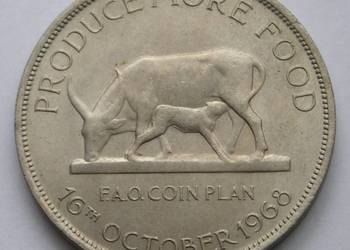 PRODUCE MORE FOOD
F.A.O. COIN PLAN
16TH OCTOBER 1968